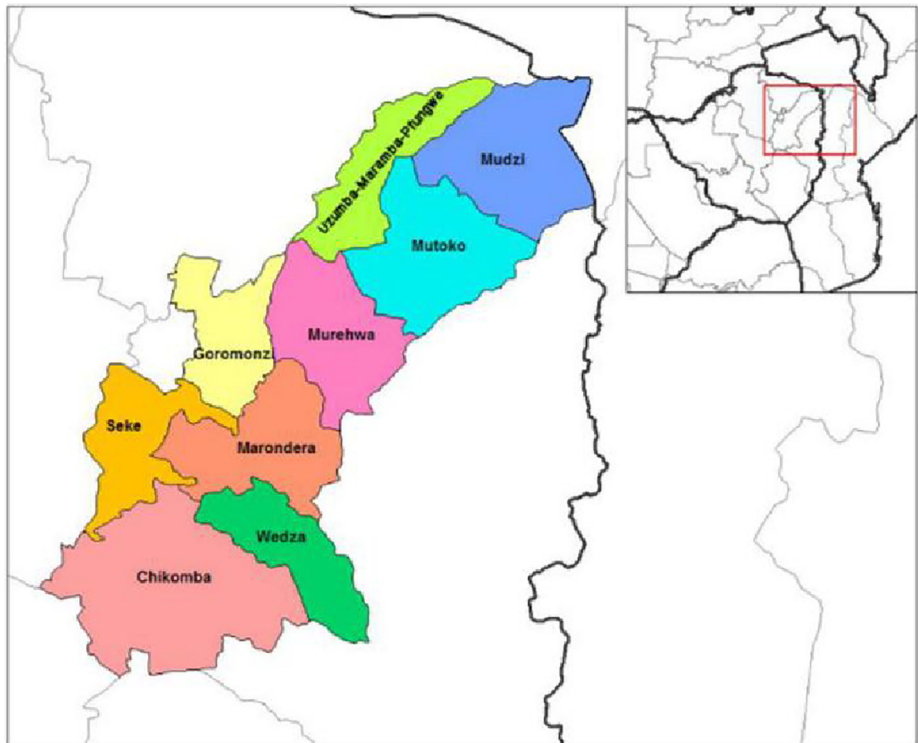 Uzumba-Maramba-Pfungwe
Mudzi
Mutoko
Murehwa
Goromonzi
Seke
Marondera
Wedza
Chikomba